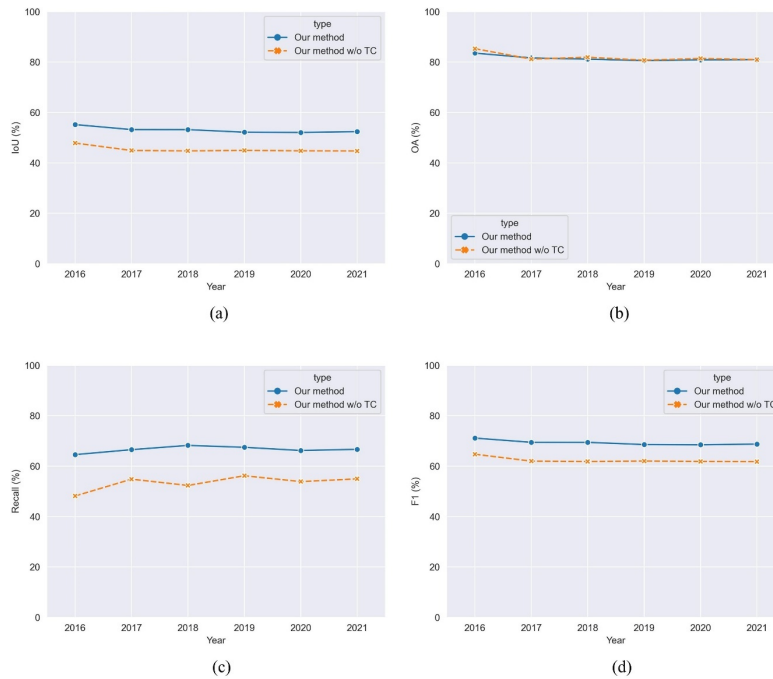 100
80
60
40
20
0
IoU (%)
type
Our method
Our method w/o TC
2016 2017 2018 2019 2020 2021
Year
(a)
100
80
60
40
20
0
OA (%)
type
Our method
Our method w/o TC
2016 2017 2018 2019 2020 2021
Year
(b)
100
80
60
40
20
0
Recall (%)
type
Our method
Our method w/o TC
2016 2017 2018 2019 2020 2021
Year
(c)
100
80
60
40
20
0
F1 (%)
type
Our method
Our method w/o TC
2016 2017 2018 2019 2020 2021
Year
(d)